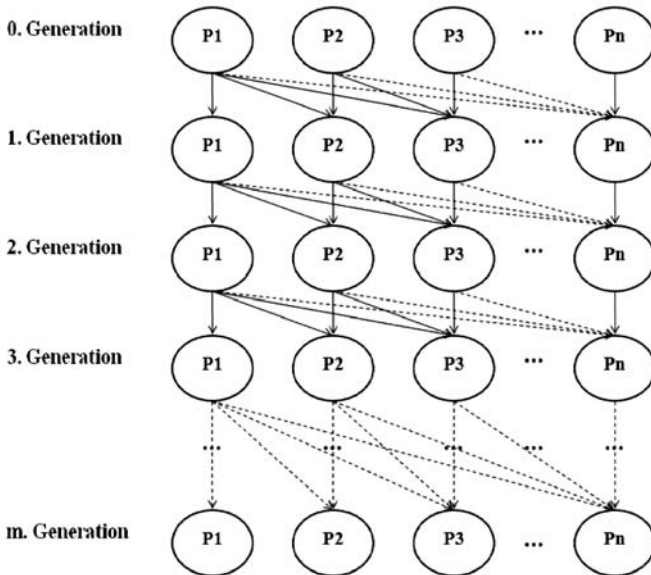 0. Generation P1 P2 P3 ... Pn
1. Generation P1 P2 P3 ... Pn
2. Generation P1 P2 P3 ... Pn
3. Generation P1 P2 P3 ... Pn
... ... ... ... ...
m. Generation P1 P2 P3 ... Pn